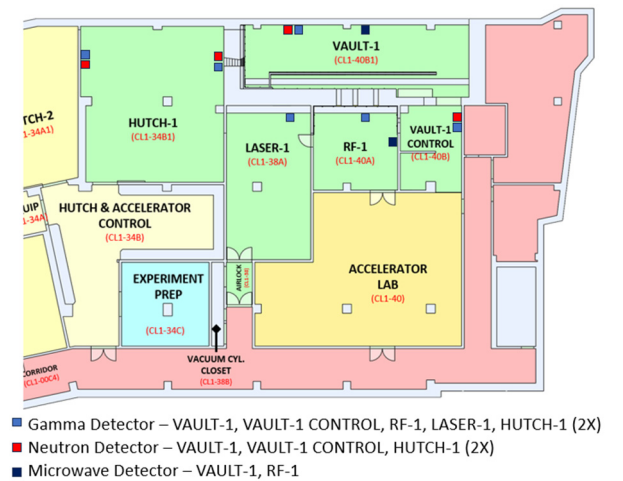 VAULT-1
(CL1-40B1)
TCH-2
-34A1)
HUTCH-1
(CL1-34B1)
LASER-1
(CL1-38A)
RF-1
(CL1-40A)
VAULT-1
CONTROL
(CL1-40B)
UIP
1-34A)
HUTCH & ACCELERATOR
CONTROL
(CL1-34B)
EXPERIMENT
PREP
(CL1-34C)
AIRLOCK
ACCELERATOR
LAB
(CL1-40)
VACUUM CYL.
CLOSET
(CL1-38B)
CORRIDOR
(CL1-00C4)
Gamma Detector – VAULT-1, VAULT-1 CONTROL, RF-1, LASER-1, HUTCH-1 (2X)
Neutron Detector – VAULT-1, VAULT-1 CONTROL, HUTCH-1 (2X)
Microwave Detector – VAULT-1, RF-1